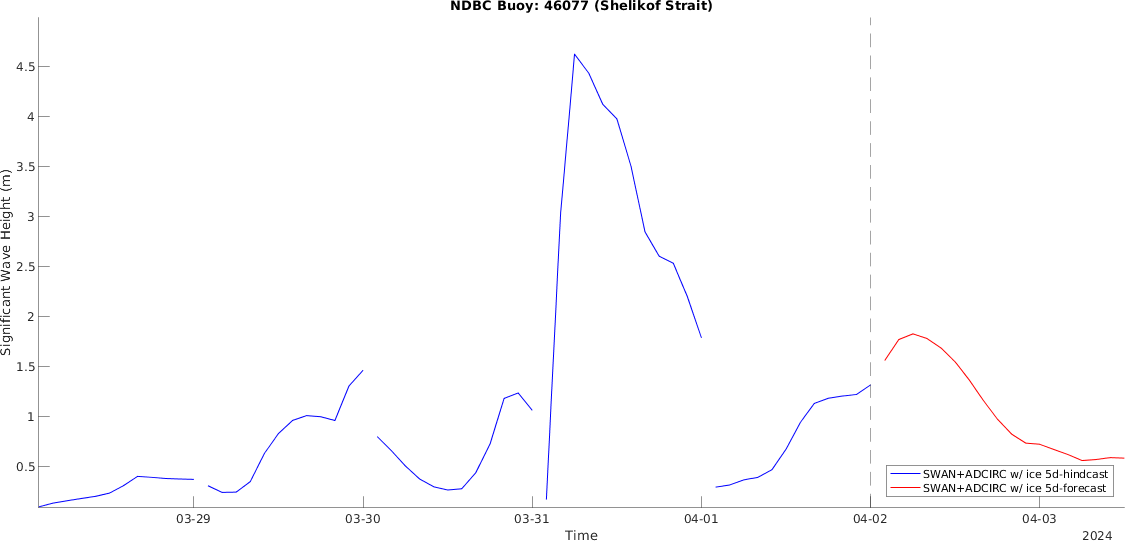 NDBC Buoy: 46077 (Shelikof Strait)
4.5
4
3.5
3
2.5
2
1.5
1
0.5
Significant Wave Height (m)
SWAN+ADCIRC w/ ice 5d-hindcast
SWAN+ADCIRC w/ ice 5d-forecast
03-29 03-30 03-31 04-01 04-02 04-03
Time
2024